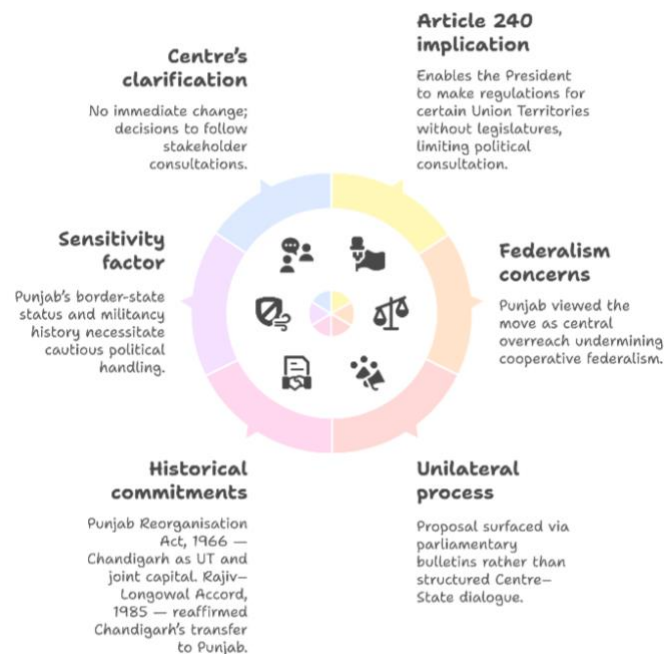 Article 240
implication
Enables the President
to make regulations for
certain Union Territories
without legislatures,
limiting political
consultation.
Federalism
concerns
Punjab viewed the
move as central
overreach undermining
cooperative federalism.
Unilateral
process
Proposal surfaced via
parliamentary
bulletins rather than
structured Centre–
State dialogue.
Historical
commitments
Punjab Reorganisation
Act, 1966 —
Chandigarh as UT and
joint capital. Rajiv–
Longowal Accord,
1985 — reaffirmed
Chandigarh's transfer
to Punjab.
Sensitivity
factor
Punjab's border-state
status and militancy
history necessitate
cautious political
handling.
Centre's
clarification
No immediate change;
decisions to follow
stakeholder
consultations.